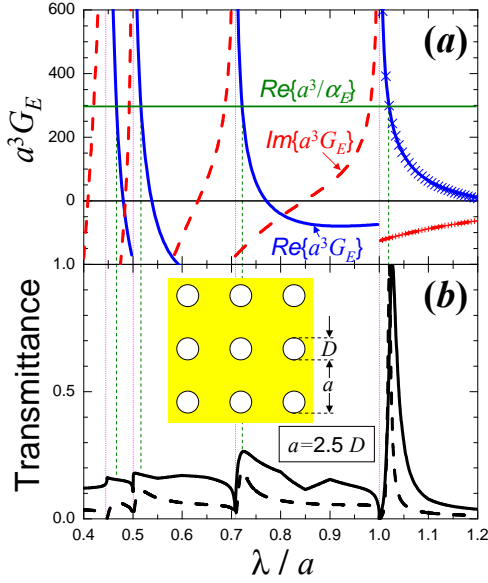 600
(a)
400
Re{a³/α_E}
a³G_E
Im{a³G_E}
200
0
Re{a³G_E}
1.0
(b)
Transmittance
D
0.5
a
a=2.5 D
0.0
0.4 0.5 0.6 0.7 0.8 0.9 1.0 1.1 1.2
λ / a